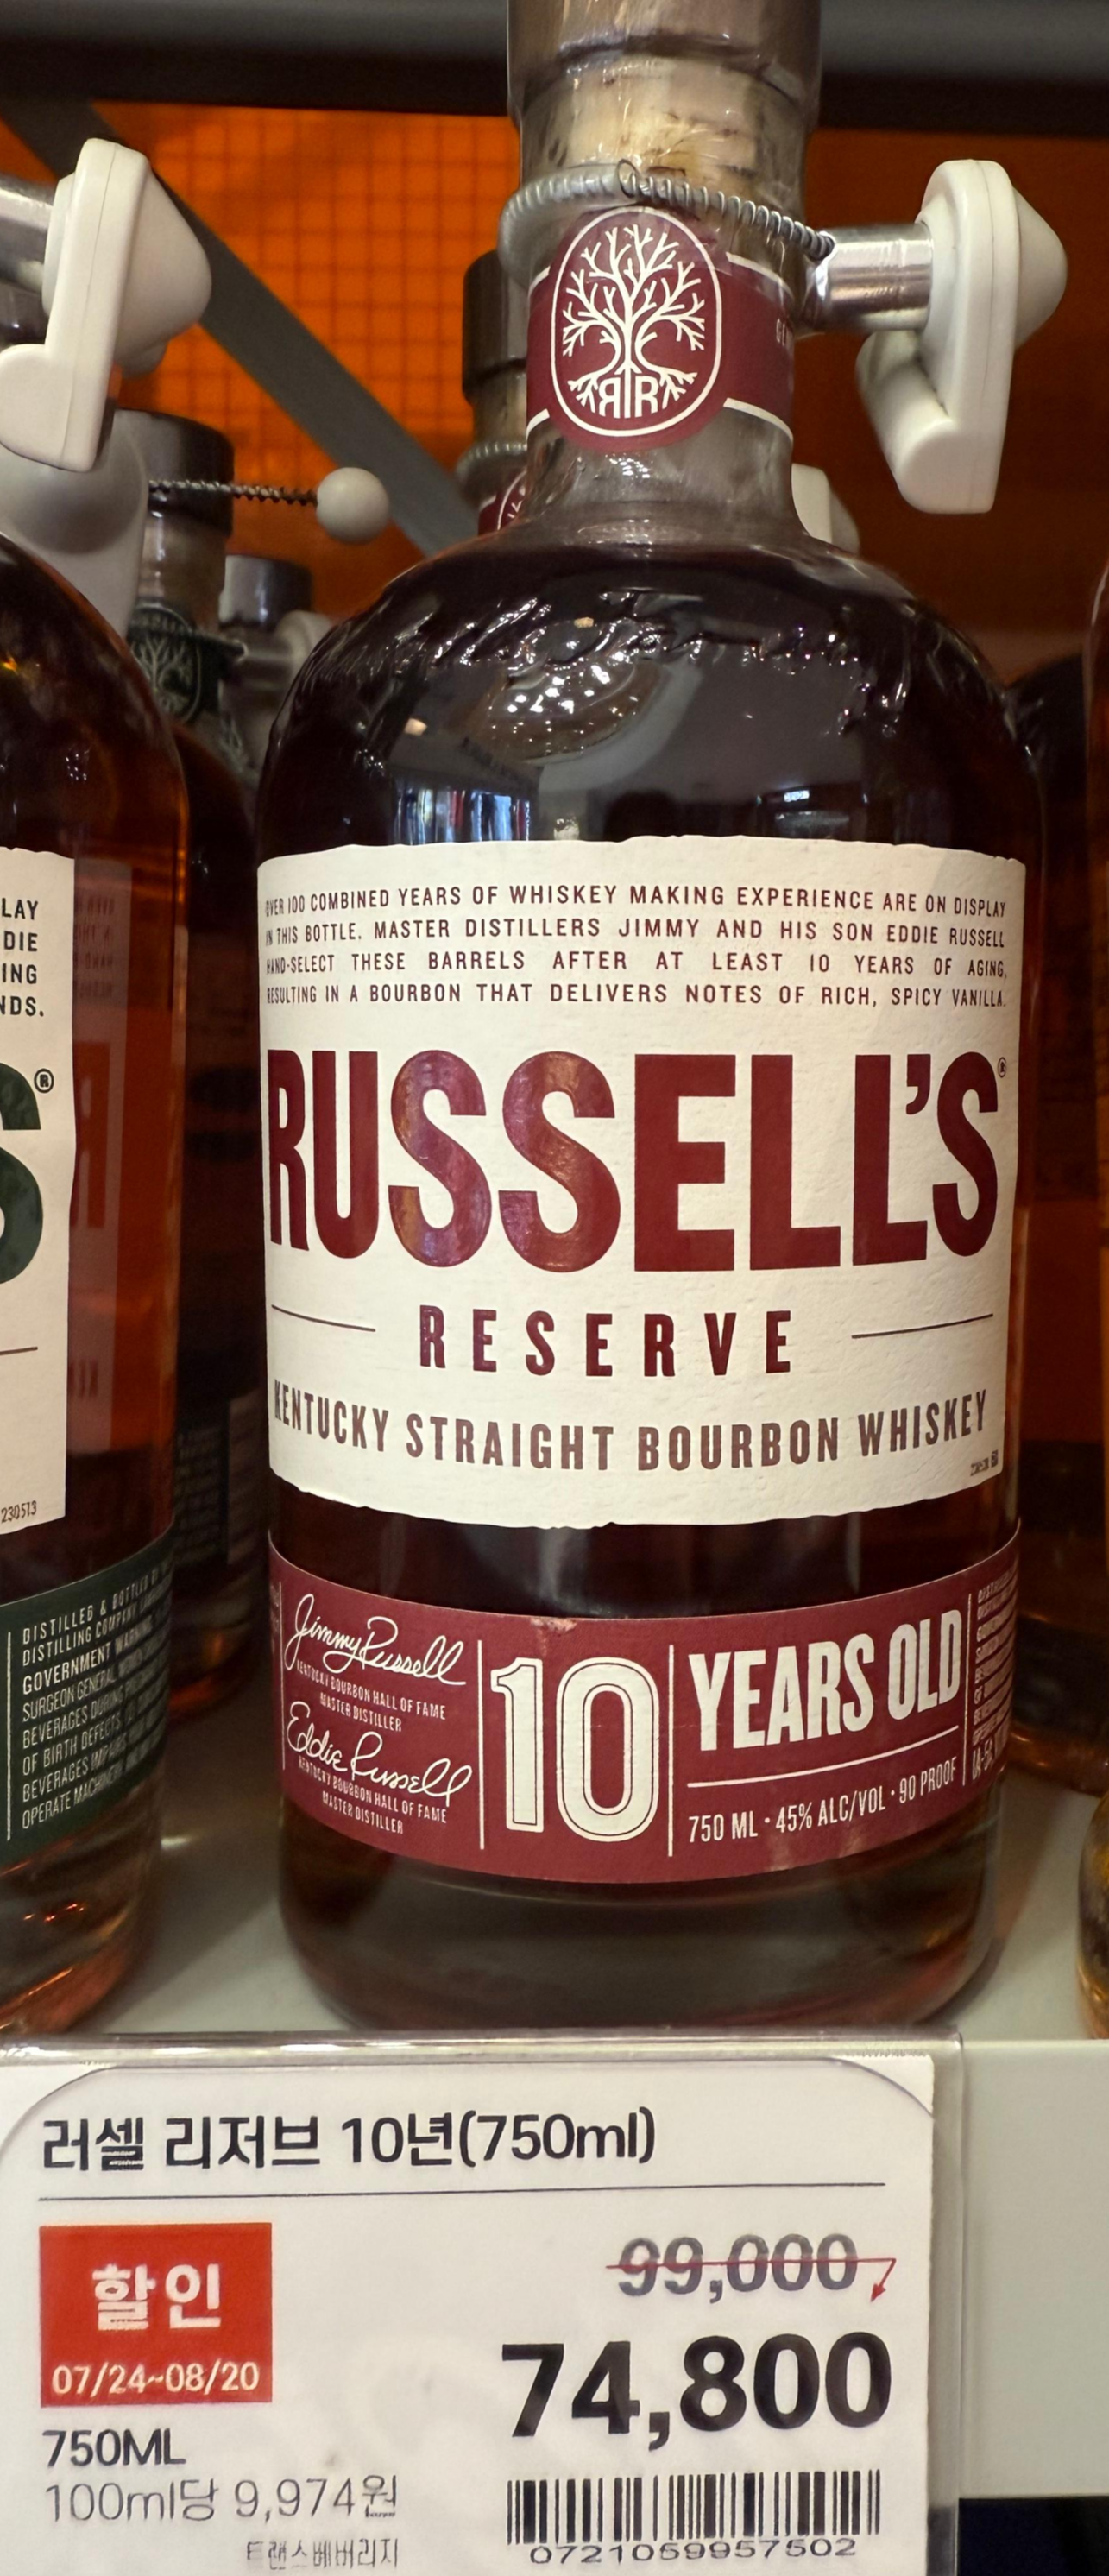 LAY
DIE
ING
NDS.
S®
230513
DISTILLED & BOTTLED BY
DISTILLING COMPANY
GOVERNMENT WARNING
SURGEON GENERAL
BEVERAGES DURING
OF BIRTH DEFECTS
BEVERAGES
OPERATE MACHINERY
OVER 100 COMBINED YEARS OF WHISKEY MAKING EXPERIENCE ARE ON DISPLAY
IN THIS BOTTLE. MASTER DISTILLERS JIMMY AND HIS SON EDDIE RUSSELL
HAND-SELECT THESE BARRELS AFTER AT LEAST 10 YEARS OF AGING,
RESULTING IN A BOURBON THAT DELIVERS NOTES OF RICH, SPICY VANILLA.
RUSSELL'S®
RESERVE
KENTUCKY STRAIGHT BOURBON WHISKEY
Jimmy Russell
KENTUCKY BOURBON HALL OF FAME
MASTER DISTILLER
Eddie Russell
KENTUCKY BOURBON HALL OF FAME
MASTER DISTILLER
10
YEARS OLD
750 ML · 45% ALC/VOL · 90 PROOF
러셀 리저브 10년(750ml)
할인
07/24~08/20
99,000
74,800
750ML
100ml당 9,974원
트랜스베버리지
0721059957502